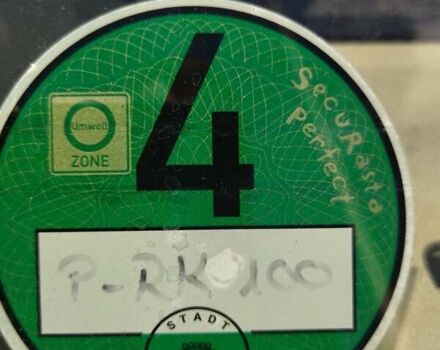 4
Umwelt
ZONE
SecuRasta
Perfect
P-RK 100
STADT